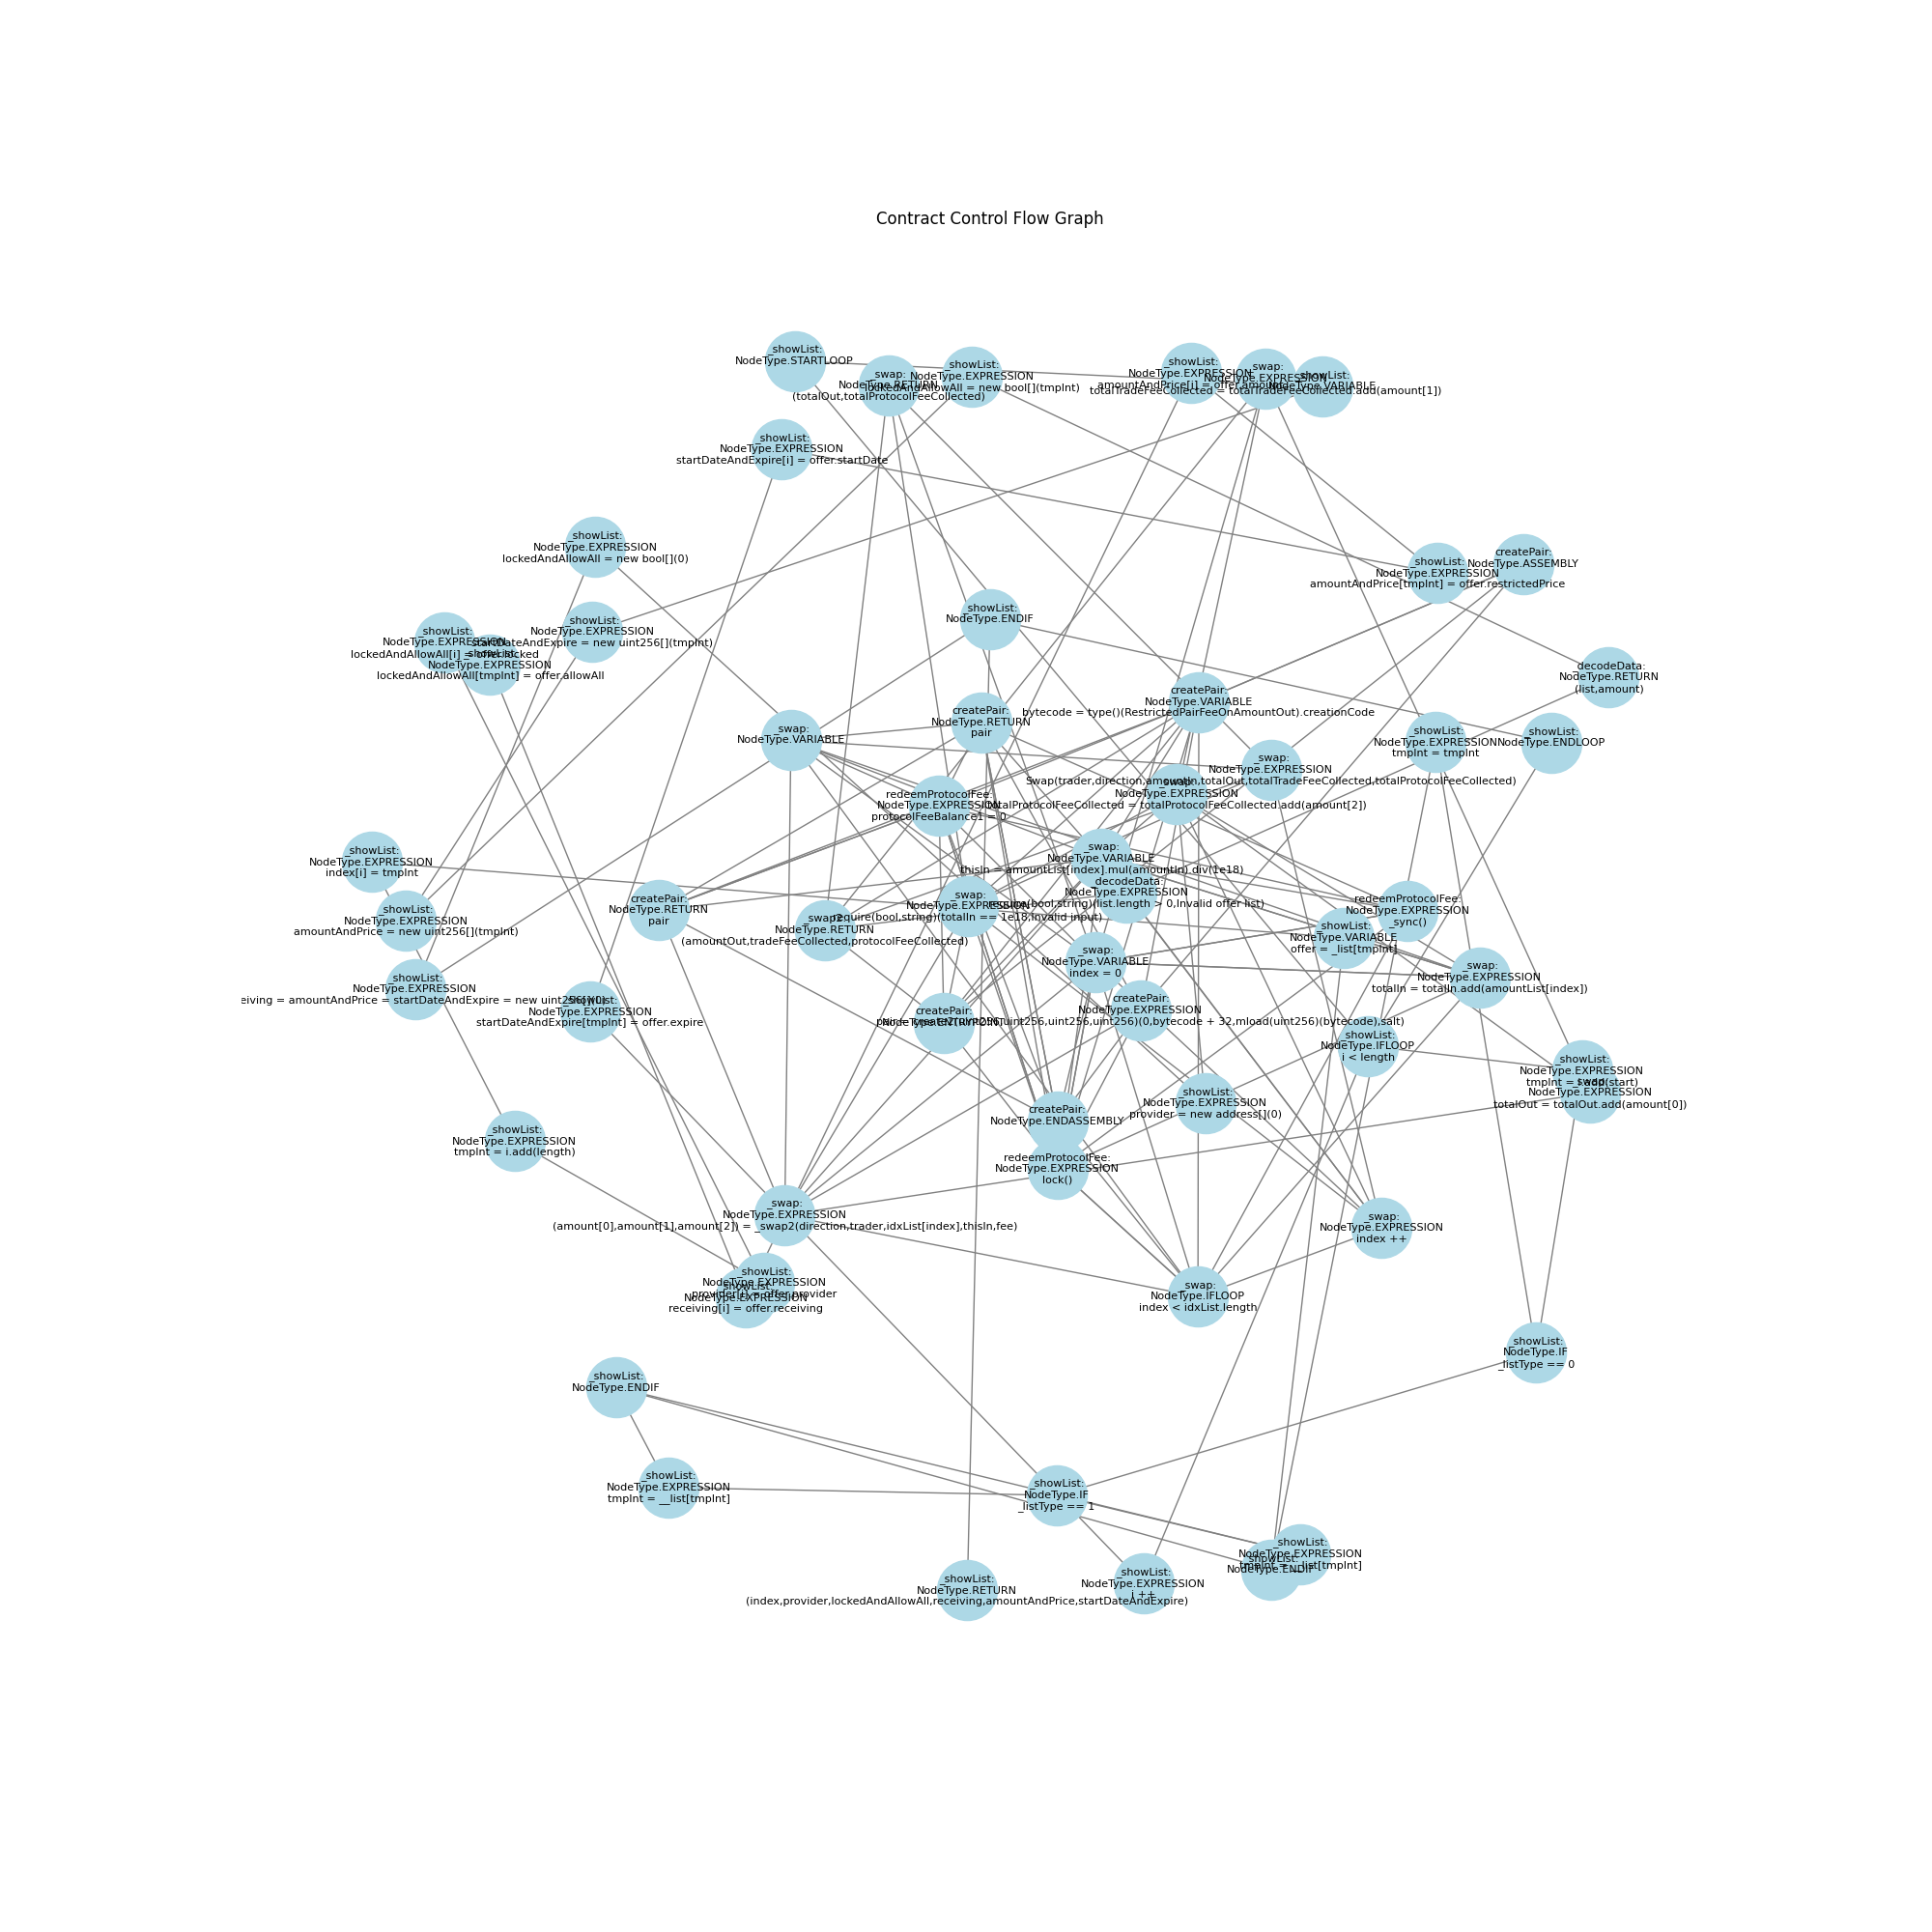 Contract Control Flow Graph
_showList:
NodeType.STARTLOOP
_swap:
NodeType.RETURN
(totalOut,totalProtocolFeeCollected)
_showList:
NodeType.EXPRESSION
lockedAndAllowAll = new bool[](tmpInt)
_showList:
NodeType.EXPRESSION
amountAndPrice[i] = offer.amount
swap:
NodeType.EXPRESSION
totalTradeFeeCollected = totalTradeFeeCollected.add(amount[1])
_showList:
NodeType.VARIABLE
_showList:
NodeType.EXPRESSION
startDateAndExpire[i] = offer.startDate
_showList:
NodeType.EXPRESSION
lockedAndAllowAll = new bool[](0)
_showList:
NodeType.EXPRESSION
amountAndPrice[tmpInt] = offer.restrictedPrice
createPair:
NodeType.ASSEMBLY
_showList:
NodeType.ENDIF
_showList:
NodeType.EXPRESSION
lockedAndAllowAll[i] = offer.locked
_showList:
NodeType.EXPRESSION
lockedAndAllowAll[tmpInt] = offer.allowAll
_showList:
NodeType.EXPRESSION
startDateAndExpire = new uint256[](tmpInt)
_decodeData:
NodeType.RETURN
(list,amount)
createPair:
NodeType.VARIABLE
bytecode = type()(RestrictedPairFeeOnAmountOut).creationCode
createPair:
NodeType.RETURN
pair
_swap:
NodeType.VARIABLE
_showList:
NodeType.EXPRESSION
tmpInt = tmpInt
_showList:
NodeType.ENDLOOP
_swap:
NodeType.EXPRESSION
Swap(trader,direction,amountIn,totalOut,totalTradeFeeCollected,totalProtocolFeeCollected)
_swap:
NodeType.EXPRESSION
totalProtocolFeeCollected = totalProtocolFeeCollected.add(amount[2])
redeemProtocolFee:
NodeType.EXPRESSION
protocolFeeBalance1 = 0
_swap:
NodeType.VARIABLE
thisIn = amountList[index].mul(amountIn).div(1e18)
_decodeData:
NodeType.EXPRESSION
require(bool,string)(list.length > 0,Invalid offer list)
_showList:
NodeType.EXPRESSION
index[i] = tmpInt
_swap:
NodeType.EXPRESSION
require(bool,string)(totalIn == 1e18,Invalid input)
createPair:
NodeType.RETURN
pair
_showList:
NodeType.EXPRESSION
amountAndPrice = new uint256[](tmpInt)
NodeType.RETURN
(amountOut,tradeFeeCollected,protocolFeeCollected)
redeemProtocolFee:
NodeType.EXPRESSION
_sync()
_showList:
NodeType.VARIABLE
offer = _list[tmpInt]
_swap:
NodeType.VARIABLE
index = 0
_swap:
NodeType.EXPRESSION
totalIn = totalIn.add(amountList[index])
_showList:
NodeType.EXPRESSION
eiving = amountAndPrice = startDateAndExpire = new uint256[](0)
_showList:
NodeType.EXPRESSION
startDateAndExpire[tmpInt] = offer.expire
createPair:
NodeType.ENTRYPOINT
createPair:
NodeType.EXPRESSION
pair = create2(uint256,uint256,uint256,uint256)(0,bytecode + 32,mload(uint256)(bytecode),salt)
_showList:
NodeType.IFLOOP
i < length
_showList:
NodeType.EXPRESSION
tmpInt = i.add(start)
_swap:
NodeType.EXPRESSION
totalOut = totalOut.add(amount[0])
_showList:
NodeType.EXPRESSION
provider = new address[](0)
createPair:
NodeType.ENDASSEMBLY
_showList:
NodeType.EXPRESSION
tmpInt = i.add(length)
redeemProtocolFee:
NodeType.EXPRESSION
lock()
_swap:
NodeType.EXPRESSION
(amount[0],amount[1],amount[2]) = _swap2(direction,trader,idxList[index],thisIn,fee)
_swap:
NodeType.EXPRESSION
index ++
_showList:
NodeType.EXPRESSION
provider[i] = offer.provider
_showList:
NodeType.EXPRESSION
receiving[i] = offer.receiving
_swap:
NodeType.IFLOOP
index < idxList.length
_showList:
NodeType.IF
_listType == 0
_showList:
NodeType.ENDIF
_showList:
NodeType.EXPRESSION
tmpInt = __list[tmpInt]
_showList:
NodeType.IF
_listType == 1
_showList:
NodeType.EXPRESSION
_showList:
NodeType.ENDIF
_showList:
NodeType.EXPRESSION
i ++
_showList:
NodeType.RETURN
(index,provider,lockedAndAllowAll,receiving,amountAndPrice,startDateAndExpire)